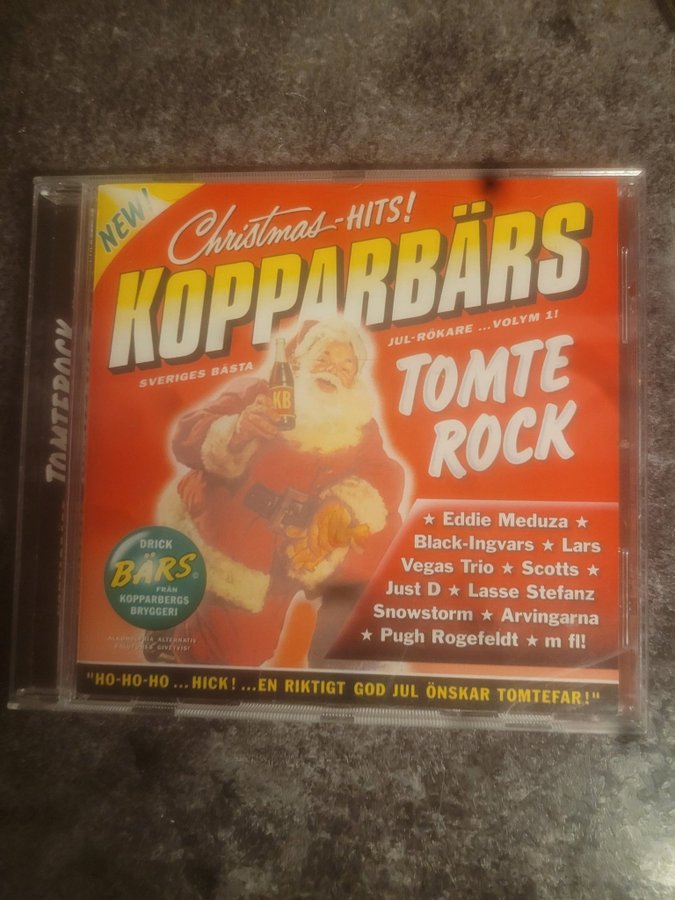 NEW!
Christmas-HITS!
KOPPARBÄRS
SVERIGES BÄSTA
JUL-RÖKARE ...VOLYM 1!
TOMTE
ROCK
KB
TOMTEROCK
★ Eddie Meduza ★
Black-Ingvars ★ Lars
Vegas Trio ★ Scotts ★
Just D ★ Lasse Stefanz
Snowstorm ★ Arvingarna
★ Pugh Rogefeldt ★ m fl!
DRICK
BÄRS©
FRÅN
KOPPARBERGS
BRYGGERI
ALTERNATIV
"HO-HO-HO ...HICK! ...EN RIKTIGT GOD JUL ÖNSKAR TOMTEFAR!"